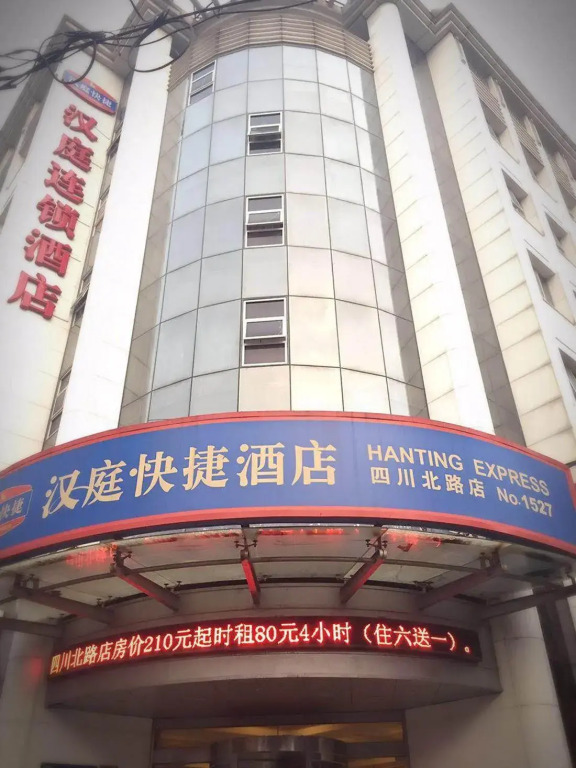 汉庭连锁酒店
汉庭·快捷酒店
HANTING EXPRESS
四川北路店 No.1527
四川北路店房价210元起时租80元4小时（住六送一）。